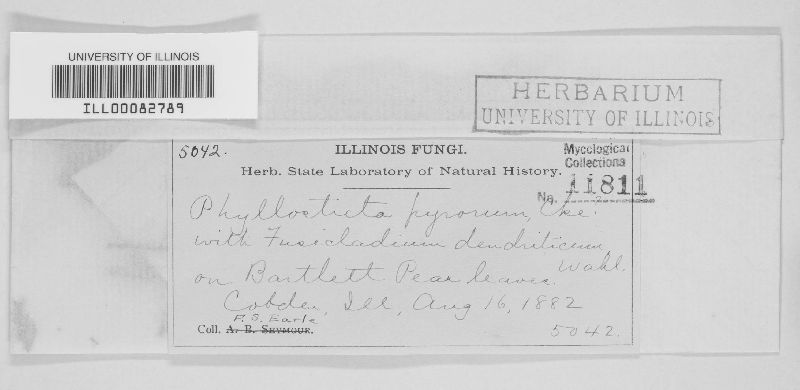 UNIVERSITY OF ILLINOIS
ILL00082789
HERBARIUM
UNIVERSITY OF ILLINOIS
5042.
ILLINOIS FUNGI.
Herb. State Laboratory of Natural History.
Mycological
Collections
No. 11811
Phyllosticta pyrorum, Cke.
with Fusicladium dendriticum
Wahl.
on Bartlett Pear leaves.
Cobden, Ill, Aug 16, 1882
F. S. Earle
Coll. A. B. Seymour.
5042.